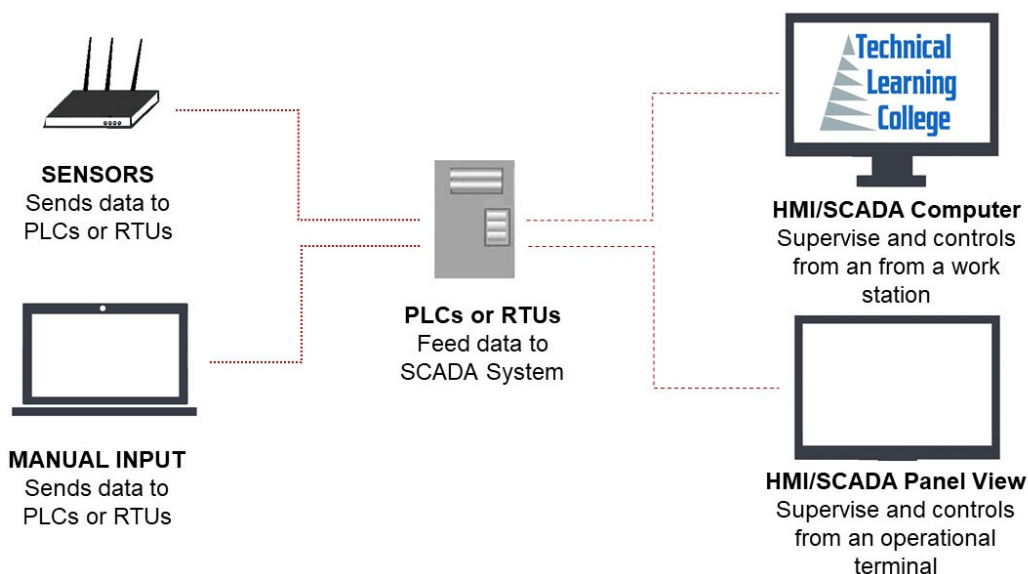 SENSORS
Sends data to
PLCs or RTUs
MANUAL INPUT
Sends data to
PLCs or RTUs
PLCs or RTUs
Feed data to
SCADA System
Technical
Learning
College
HMI/SCADA Computer
Supervise and controls
from an from a work
station
HMI/SCADA Panel View
Supervise and controls
from an operational
terminal